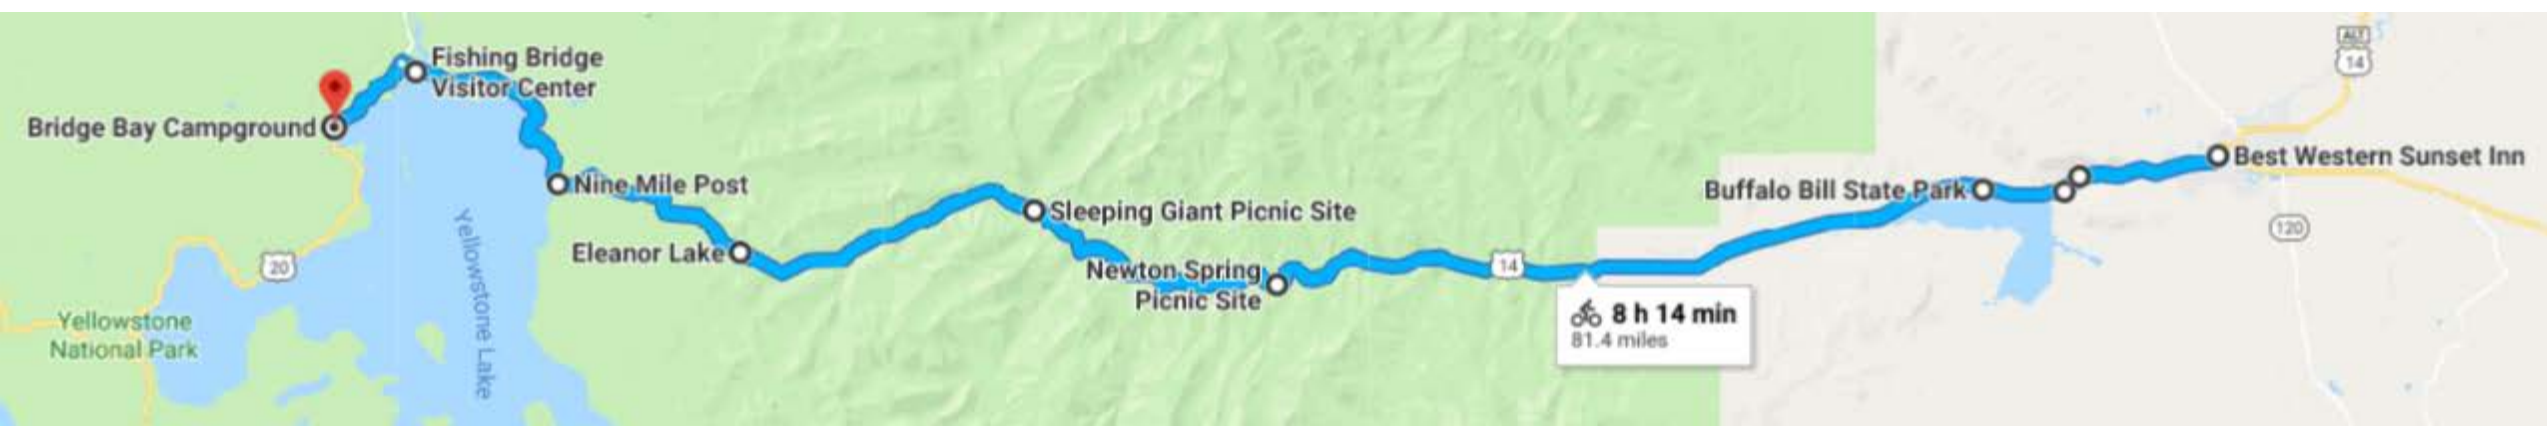 Fishing Bridge
Visitor Center
Bridge Bay Campground
Nine Mile Post
Eleanor Lake
Sleeping Giant Picnic Site
Newton Spring
Picnic Site
Buffalo Bill State Park
Best Western Sunset Inn
ALT
14
120
14
20
Yellowstone Lake
Yellowstone
National Park
8 h 14 min
81.4 miles